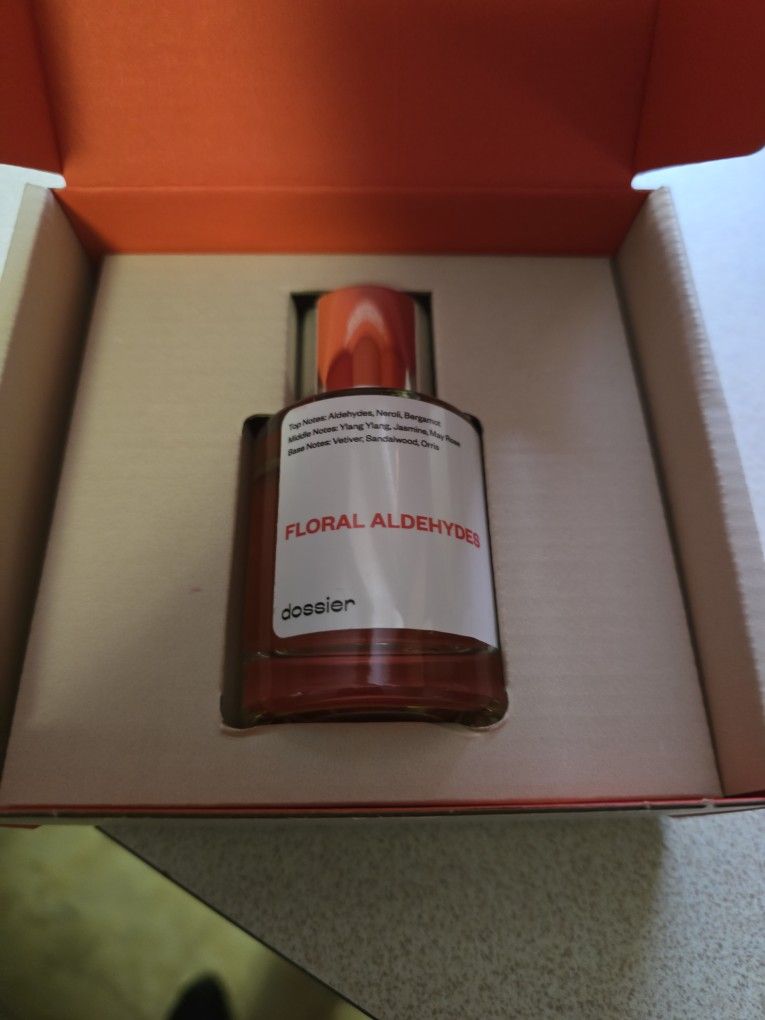 Top Notes: Aldehydes, Neroli, Bergamot
Middle Notes: Ylang Ylang, Jasmine, May Rose
Base Notes: Vetiver, Sandalwood, Orris
FLORAL ALDEHYDES
dossier